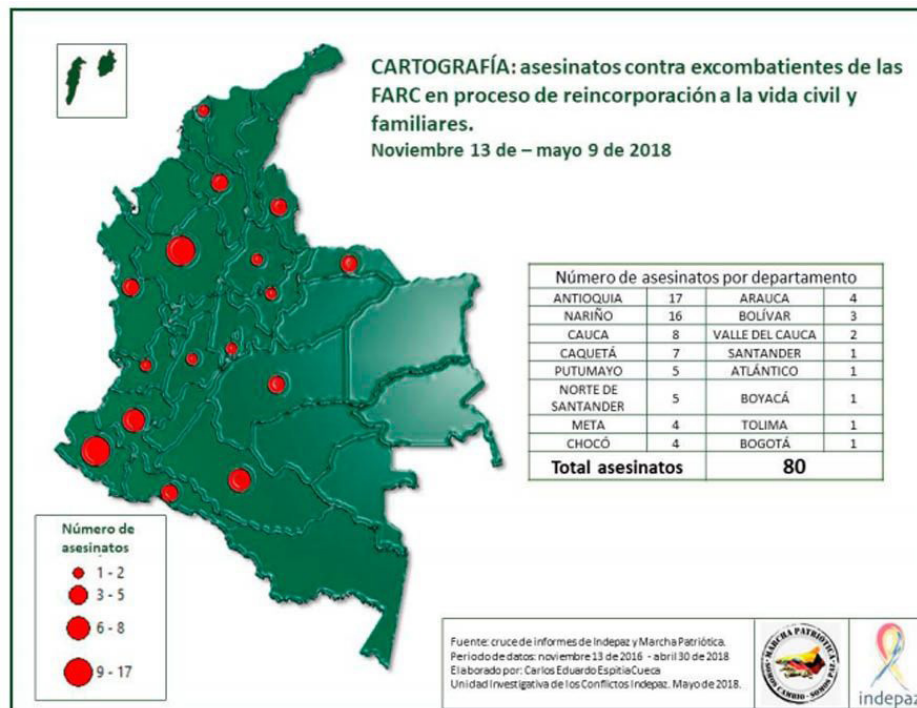 CARTOGRAFÍA: asesinatos contra excombatientes de las
FARC en proceso de reincorporación a la vida civil y
familiares.
Noviembre 13 de – mayo 9 de 2018
Número de asesinatos por departamento
ANTIOQUIA 17 ARAUCA 4
NARIÑO 16 BOLÍVAR 3
CAUCA 8 VALLE DEL CAUCA 2
CAQUETÁ 7 SANTANDER 1
PUTUMAYO 5 ATLÁNTICO 1
NORTE DE
SANTANDER 5 BOYACÁ 1
META 4 TOLIMA 1
CHOCÓ 4 BOGOTÁ 1
Total asesinatos 80
Número de
asesinatos
1 - 2
3 - 5
6 - 8
9 - 17
Fuente: cruce de informes de Indepaz y Marcha Patriótica.
Periodo de datos: noviembre 13 de 2016 - abril 30 de 2018
Elaborado por: Carlos Eduardo Espitia Cueca
Unidad Investigativa de los Conflictos Indepaz. Mayo de 2018.
MARCHA PATRIÓTICA
SOMOS CAMBIO - SOMOS PAZ
indepaz